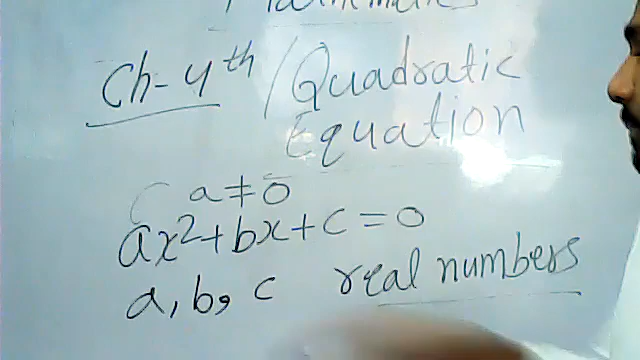 Ch-4th / Quadratic
Equation
a ≠ 0
ax²+bx+c=0
a, b, c real numbers